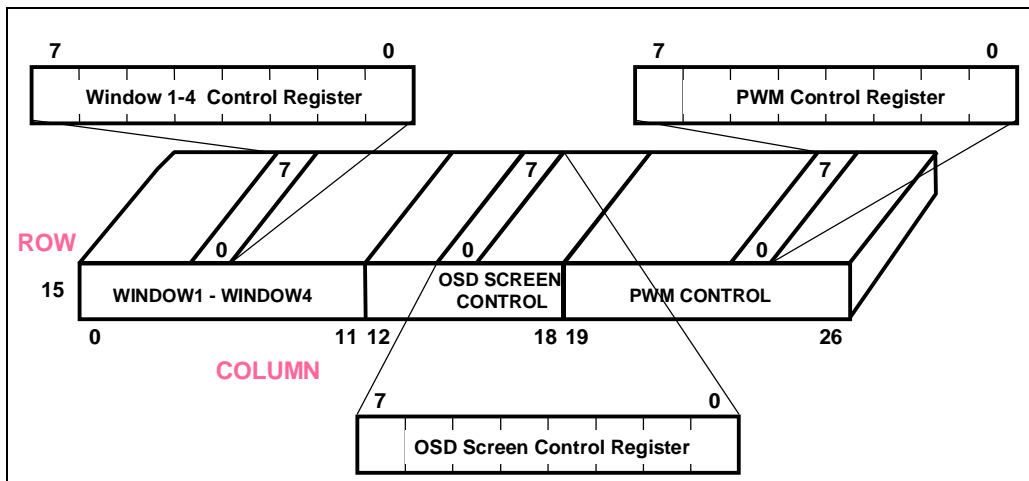 7 0
Window 1-4 Control Register
7 0
PWM Control Register
7 7 7
ROW
0 0 0
15
WINDOW1 - WINDOW4
OSD SCREEN
CONTROL
PWM CONTROL
0 11 12 18 19 26
COLUMN
7 0
OSD Screen Control Register